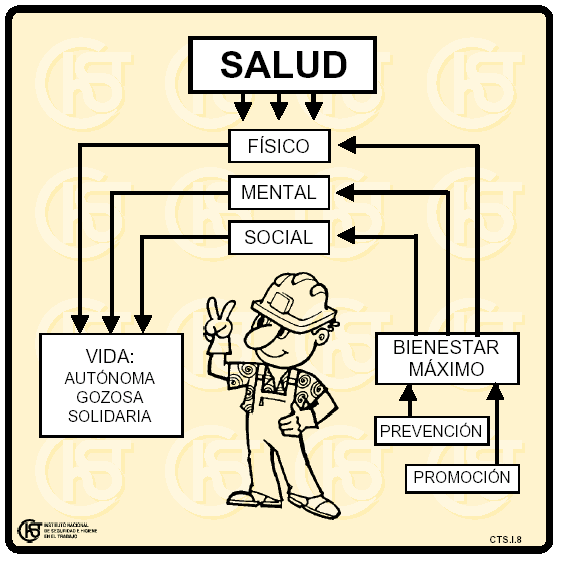 SALUD
FÍSICO
MENTAL
SOCIAL
VIDA:
AUTÓNOMA
GOZOSA
SOLIDARIA
BIENESTAR
MÁXIMO
PREVENCIÓN
PROMOCIÓN
INSTITUTO NACIONAL
DE SEGURIDAD E HIGIENE
EN EL TRABAJO
CTS.I.8